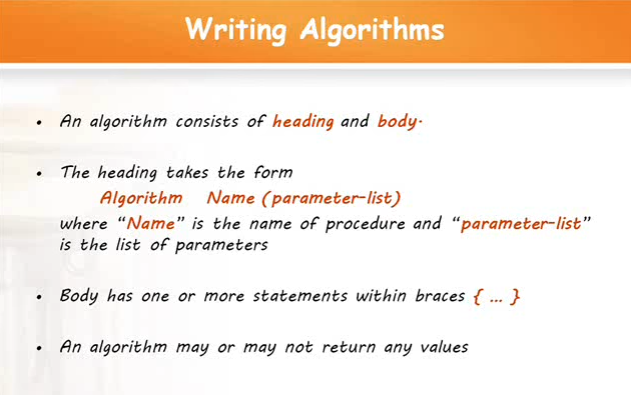 Writing Algorithms
• An algorithm consists of heading and body.
• The heading takes the form
Algorithm Name (parameter-list)
where “Name” is the name of procedure and “parameter-list”
is the list of parameters
• Body has one or more statements within braces { ... }
• An algorithm may or may not return any values